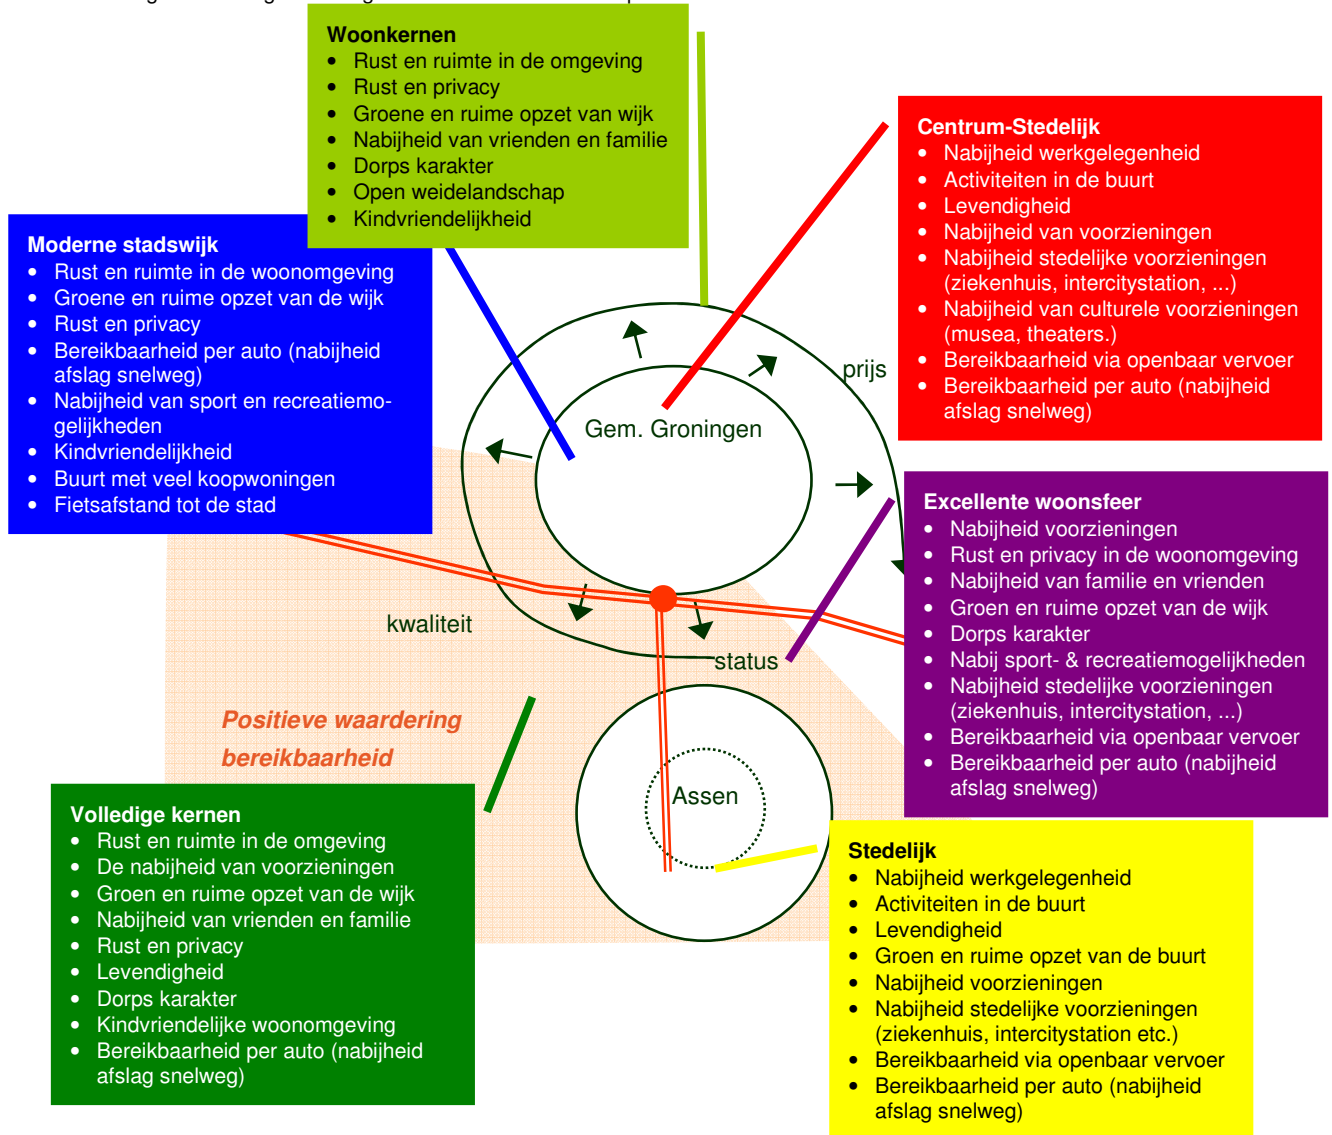 Woonkernen
• Rust en ruimte in de omgeving
• Rust en privacy
• Groene en ruime opzet van wijk
• Nabijheid van vrienden en familie
• Dorps karakter
• Open weidelandschap
• Kindvriendelijkheid
Centrum-Stedelijk
• Nabijheid werkgelegenheid
• Activiteiten in de buurt
• Levendigheid
• Nabijheid van voorzieningen
• Nabijheid stedelijke voorzieningen
(ziekenhuis, intercitystation, ...)
• Nabijheid van culturele voorzieningen
(musea, theaters.)
• Bereikbaarheid via openbaar vervoer
• Bereikbaarheid per auto (nabijheid
afslag snelweg)
Moderne stadswijk
• Rust en ruimte in de woonomgeving
• Groene en ruime opzet van de wijk
• Rust en privacy
• Bereikbaarheid per auto (nabijheid
afslag snelweg)
• Nabijheid van sport en recreatiemo-
gelijkheden
• Kindvriendelijkheid
• Buurt met veel koopwoningen
• Fietsafstand tot de stad
prijs
Gem. Groningen
Excellente woonsfeer
• Nabijheid voorzieningen
• Rust en privacy in de woonomgeving
• Nabijheid van familie en vrienden
• Groen en ruime opzet van de wijk
• Dorps karakter
• Nabij sport- & recreatiemogelijkheden
• Nabijheid stedelijke voorzieningen
(ziekenhuis, intercitystation, ...)
• Bereikbaarheid via openbaar vervoer
• Bereikbaarheid per auto (nabijheid
afslag snelweg)
kwaliteit
status
Positieve waardering
bereikbaarheid
Assen
Volledige kernen
• Rust en ruimte in de omgeving
• De nabijheid van voorzieningen
• Groen en ruime opzet van de wijk
• Nabijheid van vrienden en familie
• Rust en privacy
• Levendigheid
• Dorps karakter
• Kindvriendelijke woonomgeving
• Bereikbaarheid per auto (nabijheid
afslag snelweg)
Stedelijk
• Nabijheid werkgelegenheid
• Activiteiten in de buurt
• Levendigheid
• Groen en ruime opzet van de buurt
• Nabijheid voorzieningen
• Nabijheid stedelijke voorzieningen
(ziekenhuis, intercitystation etc.)
• Bereikbaarheid via openbaar vervoer
• Bereikbaarheid per auto (nabijheid
afslag snelweg)